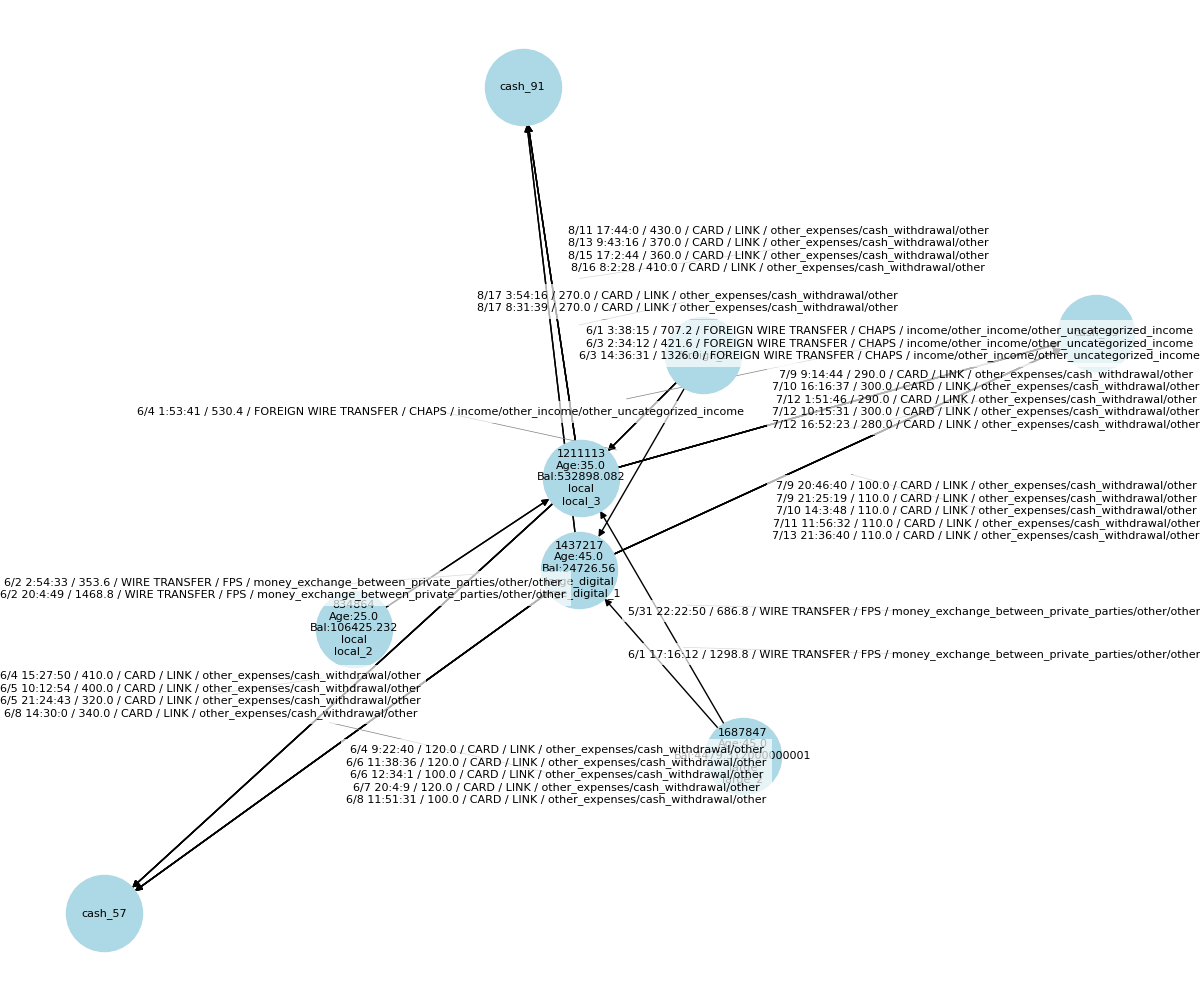 cash_91
8/11 17:44:0 / 430.0 / CARD / LINK / other_expenses/cash_withdrawal/other
8/13 9:43:16 / 370.0 / CARD / LINK / other_expenses/cash_withdrawal/other
8/15 17:2:44 / 360.0 / CARD / LINK / other_expenses/cash_withdrawal/other
8/16 8:2:28 / 410.0 / CARD / LINK / other_expenses/cash_withdrawal/other
8/17 3:54:16 / 270.0 / CARD / LINK / other_expenses/cash_withdrawal/other
8/17 8:31:39 / 270.0 / CARD / LINK / other_expenses/cash_withdrawal/other
6/1 3:38:15 / 707.2 / FOREIGN WIRE TRANSFER / CHAPS / income/other_income/other_uncategorized_income
6/3 2:34:12 / 421.6 / FOREIGN WIRE TRANSFER / CHAPS / income/other_income/other_uncategorized_income
6/3 14:36:31 / 1326.0 / FOREIGN WIRE TRANSFER / CHAPS / income/other_income/other_uncategorized_income
7/9 9:14:44 / 290.0 / CARD / LINK / other_expenses/cash_withdrawal/other
7/10 16:16:37 / 300.0 / CARD / LINK / other_expenses/cash_withdrawal/other
7/12 1:51:46 / 290.0 / CARD / LINK / other_expenses/cash_withdrawal/other
7/12 10:15:31 / 300.0 / CARD / LINK / other_expenses/cash_withdrawal/other
7/12 16:52:23 / 280.0 / CARD / LINK / other_expenses/cash_withdrawal/other
6/4 1:53:41 / 530.4 / FOREIGN WIRE TRANSFER / CHAPS / income/other_income/other_uncategorized_income
1211113
Age:35.0
Bal:532898.082
local
local_3
7/9 20:46:40 / 100.0 / CARD / LINK / other_expenses/cash_withdrawal/other
7/9 21:25:19 / 110.0 / CARD / LINK / other_expenses/cash_withdrawal/other
7/10 14:3:48 / 110.0 / CARD / LINK / other_expenses/cash_withdrawal/other
7/11 11:56:32 / 110.0 / CARD / LINK / other_expenses/cash_withdrawal/other
7/13 21:36:40 / 110.0 / CARD / LINK / other_expenses/cash_withdrawal/other
1437217
Age:45.0
Bal:24726.56
6/2 2:54:33 / 353.6 / WIRE TRANSFER / FPS / money_exchange_between_private_parties/other/other
6/2 20:4:49 / 1468.8 / WIRE TRANSFER / FPS / money_exchange_between_private_parties/other/other
834864
Age:25.0
Bal:106425.232
local
local_2
5/31 22:22:50 / 686.8 / WIRE TRANSFER / FPS / money_exchange_between_private_parties/other/other
6/1 17:16:12 / 1298.8 / WIRE TRANSFER / FPS / money_exchange_between_private_parties/other/other
6/4 15:27:50 / 410.0 / CARD / LINK / other_expenses/cash_withdrawal/other
6/5 10:12:54 / 400.0 / CARD / LINK / other_expenses/cash_withdrawal/other
6/5 21:24:43 / 320.0 / CARD / LINK / other_expenses/cash_withdrawal/other
6/8 14:30:0 / 340.0 / CARD / LINK / other_expenses/cash_withdrawal/other
1687847
Age:45.0
6/4 9:22:40 / 120.0 / CARD / LINK / other_expenses/cash_withdrawal/other
6/6 11:38:36 / 120.0 / CARD / LINK / other_expenses/cash_withdrawal/other
6/6 12:34:1 / 100.0 / CARD / LINK / other_expenses/cash_withdrawal/other
6/7 20:4:9 / 120.0 / CARD / LINK / other_expenses/cash_withdrawal/other
6/8 11:51:31 / 100.0 / CARD / LINK / other_expenses/cash_withdrawal/other
cash_57